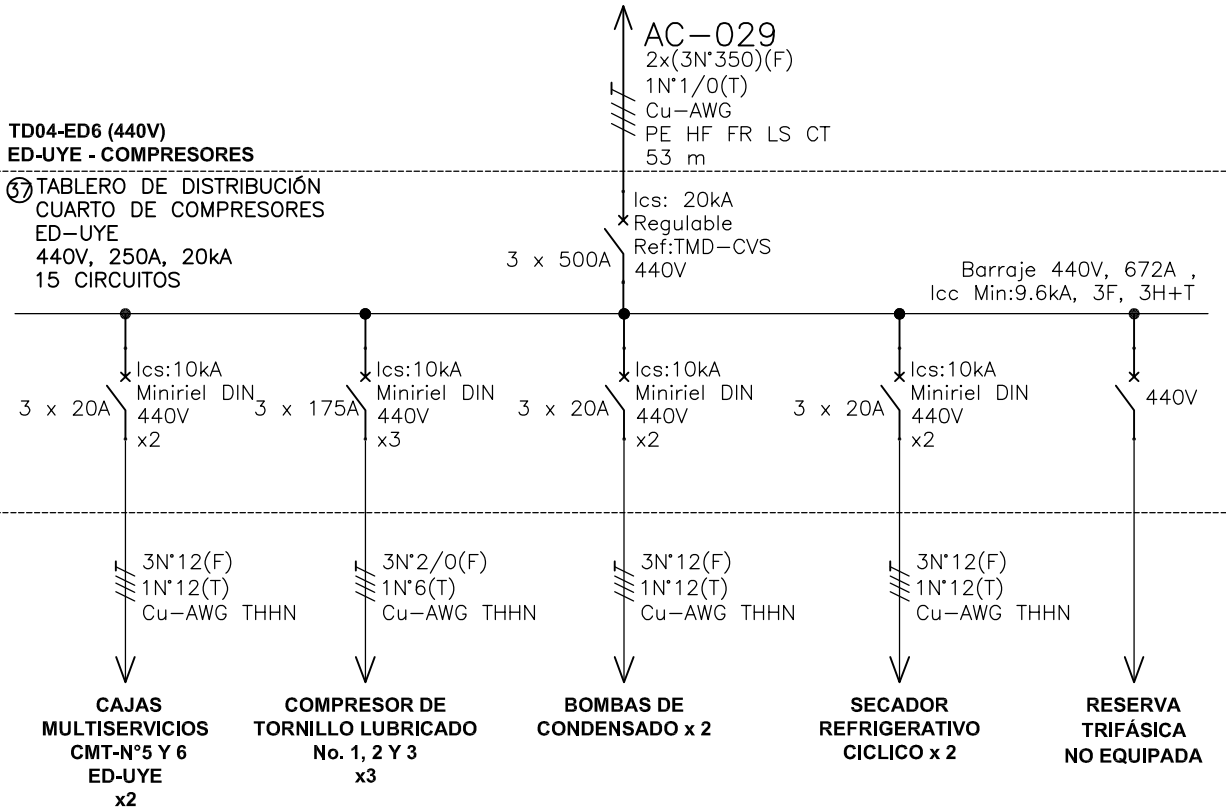 AC-029
2x(3N°350)(F)
1N°1/0(T)
Cu-AWG
PE HF FR LS CT
53 m
TD04-ED6 (440V)
ED-UYE - COMPRESORES
37 TABLERO DE DISTRIBUCIÓN
CUARTO DE COMPRESORES
ED-UYE
440V, 250A, 20kA
15 CIRCUITOS
3 x 500A
Ics: 20kA
Regulable
Ref:TMD-CVS
440V
Barraje 440V, 672A ,
Icc Min:9.6kA, 3F, 3H+T
3 x 20A
Ics:10kA
Miniriel DIN
440V
x2
3 x 175A
Ics:10kA
Miniriel DIN
440V
x3
3 x 20A
Ics:10kA
Miniriel DIN
440V
x2
3 x 20A
Ics:10kA
Miniriel DIN
440V
x2
440V
3N°12(F)
1N°12(T)
Cu-AWG THHN
3N°2/0(F)
1N°6(T)
Cu-AWG THHN
3N°12(F)
1N°12(T)
Cu-AWG THHN
3N°12(F)
1N°12(T)
Cu-AWG THHN
CAJAS
MULTISERVICIOS
CMT-N°5 Y 6
ED-UYE
x2
COMPRESOR DE
TORNILLO LUBRICADO
No. 1, 2 Y 3
x3
BOMBAS DE
CONDENSADO x 2
SECADOR
REFRIGERATIVO
CICLICO x 2
RESERVA
TRIFÁSICA
NO EQUIPADA